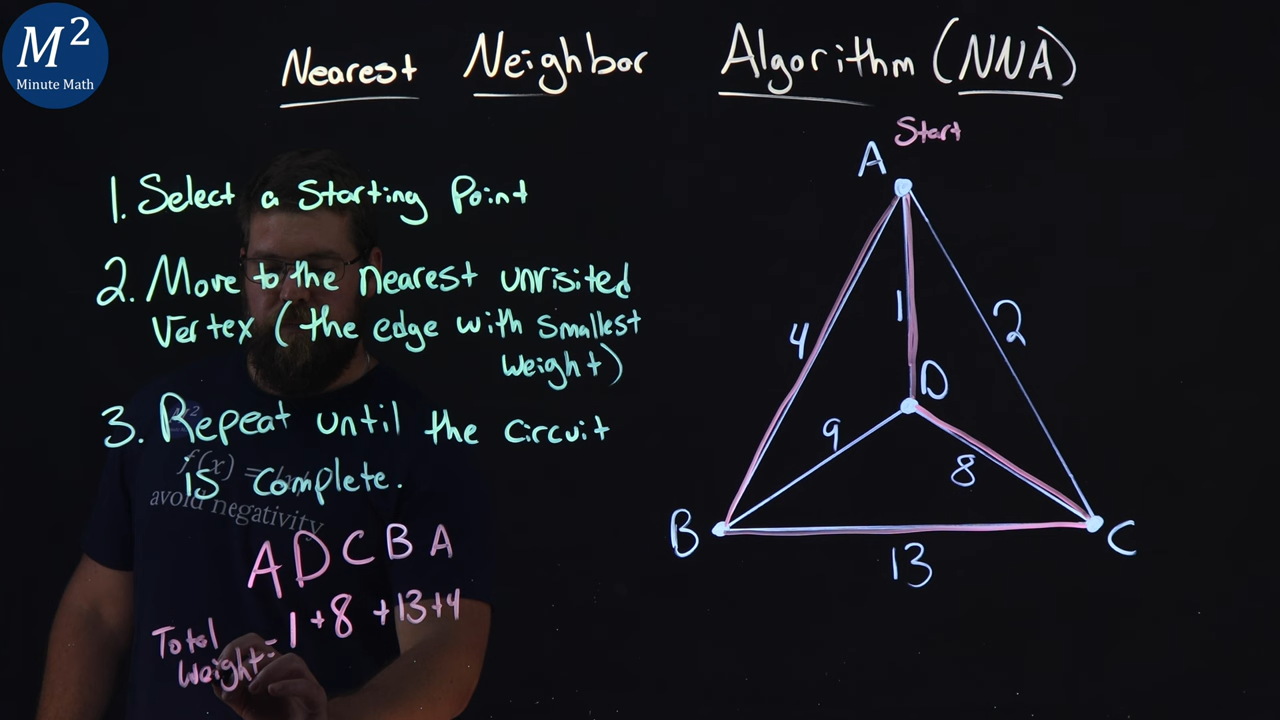 M²
Minute Math
Nearest Neighbor Algorithm (NNA)
1. Select a Starting Point
2. Move to the nearest unvisited
vertex (the edge with smallest
weight)
3. Repeat until the circuit
is complete.
avoid negativity
A D C B A
Total
Weight = 1 + 8 + 13 + 4
Start
A
4
1
2
D
9
8
B
C
13